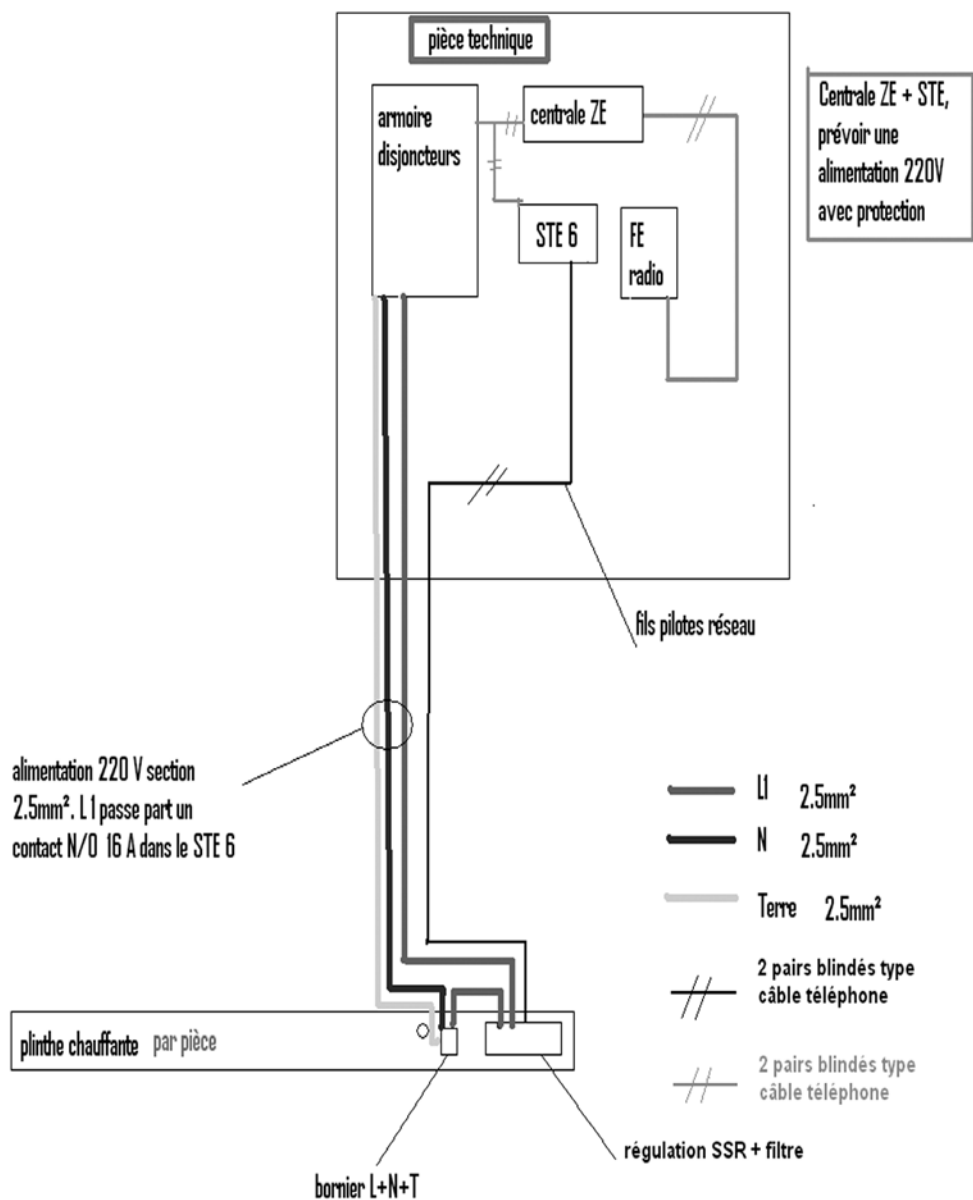 pièce technique
armoire
disjoncteurs
centrale ZE
STE 6
FE
radio
Centrale ZE + STE,
prévoir une
alimentation 220V
avec protection
fils pilotes réseau
alimentation 220 V section
2.5mm². L1 passe part un
contact N/O 16 A dans le STE 6
L1 2.5mm²
N 2.5mm²
Terre 2.5mm²
2 pairs blindés type
câble téléphone
2 pairs blindés type
câble téléphone
plinthe chauffante par pièce
régulation SSR + filtre
bornier L+N+T